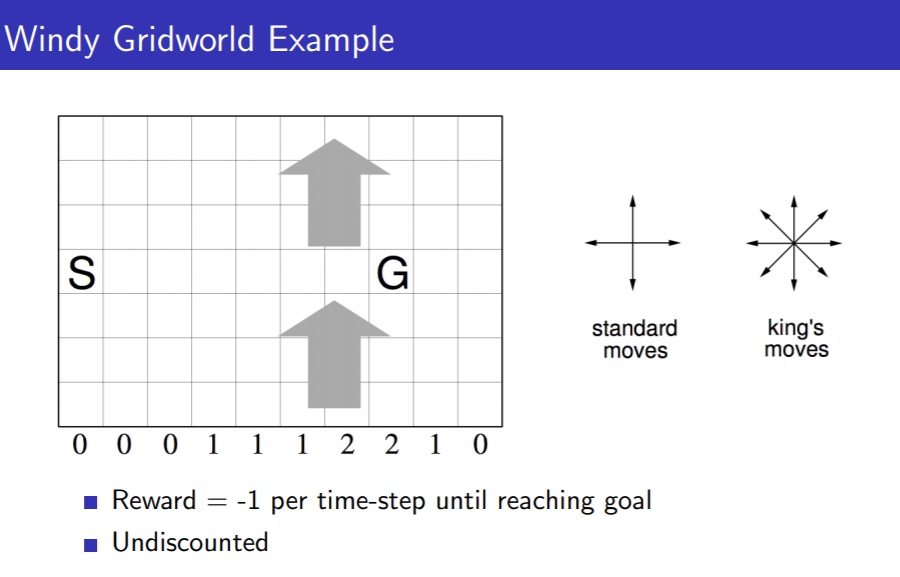 Windy Gridworld Example
S
G
standard
moves
king's
moves
0 0 0 1 1 1 2 2 1 0
Reward = -1 per time-step until reaching goal
Undiscounted